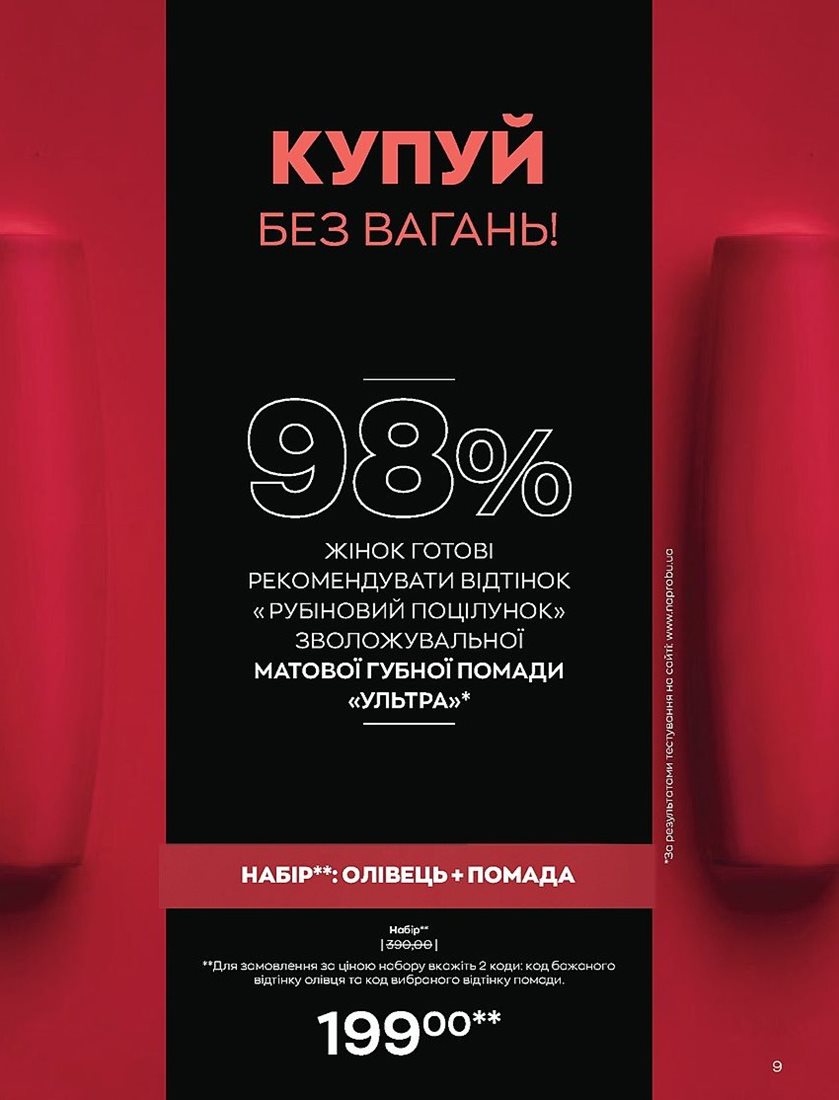 КУПУЙ
БЕЗ ВАГАНЬ!
98%
ЖІНОК ГОТОВІ
РЕКОМЕНДУВАТИ ВІДТІНОК
«РУБІНОВИЙ ПОЦІЛУНОК»
ЗВОЛОЖУВАЛЬНОЇ
МАТОВОЇ ГУБНОЇ ПОМАДИ
«УЛЬТРА»*
*За результатами тестування на сайті: www.naprobu.ua
НАБІР**: ОЛІВЕЦЬ + ПОМАДА
Набір**
| 390,00 |
**Для замовлення за ціною набору вкажіть 2 коди: код бажаного
відтінку олівця та код вибраного відтінку помади.
199⁰⁰**
9